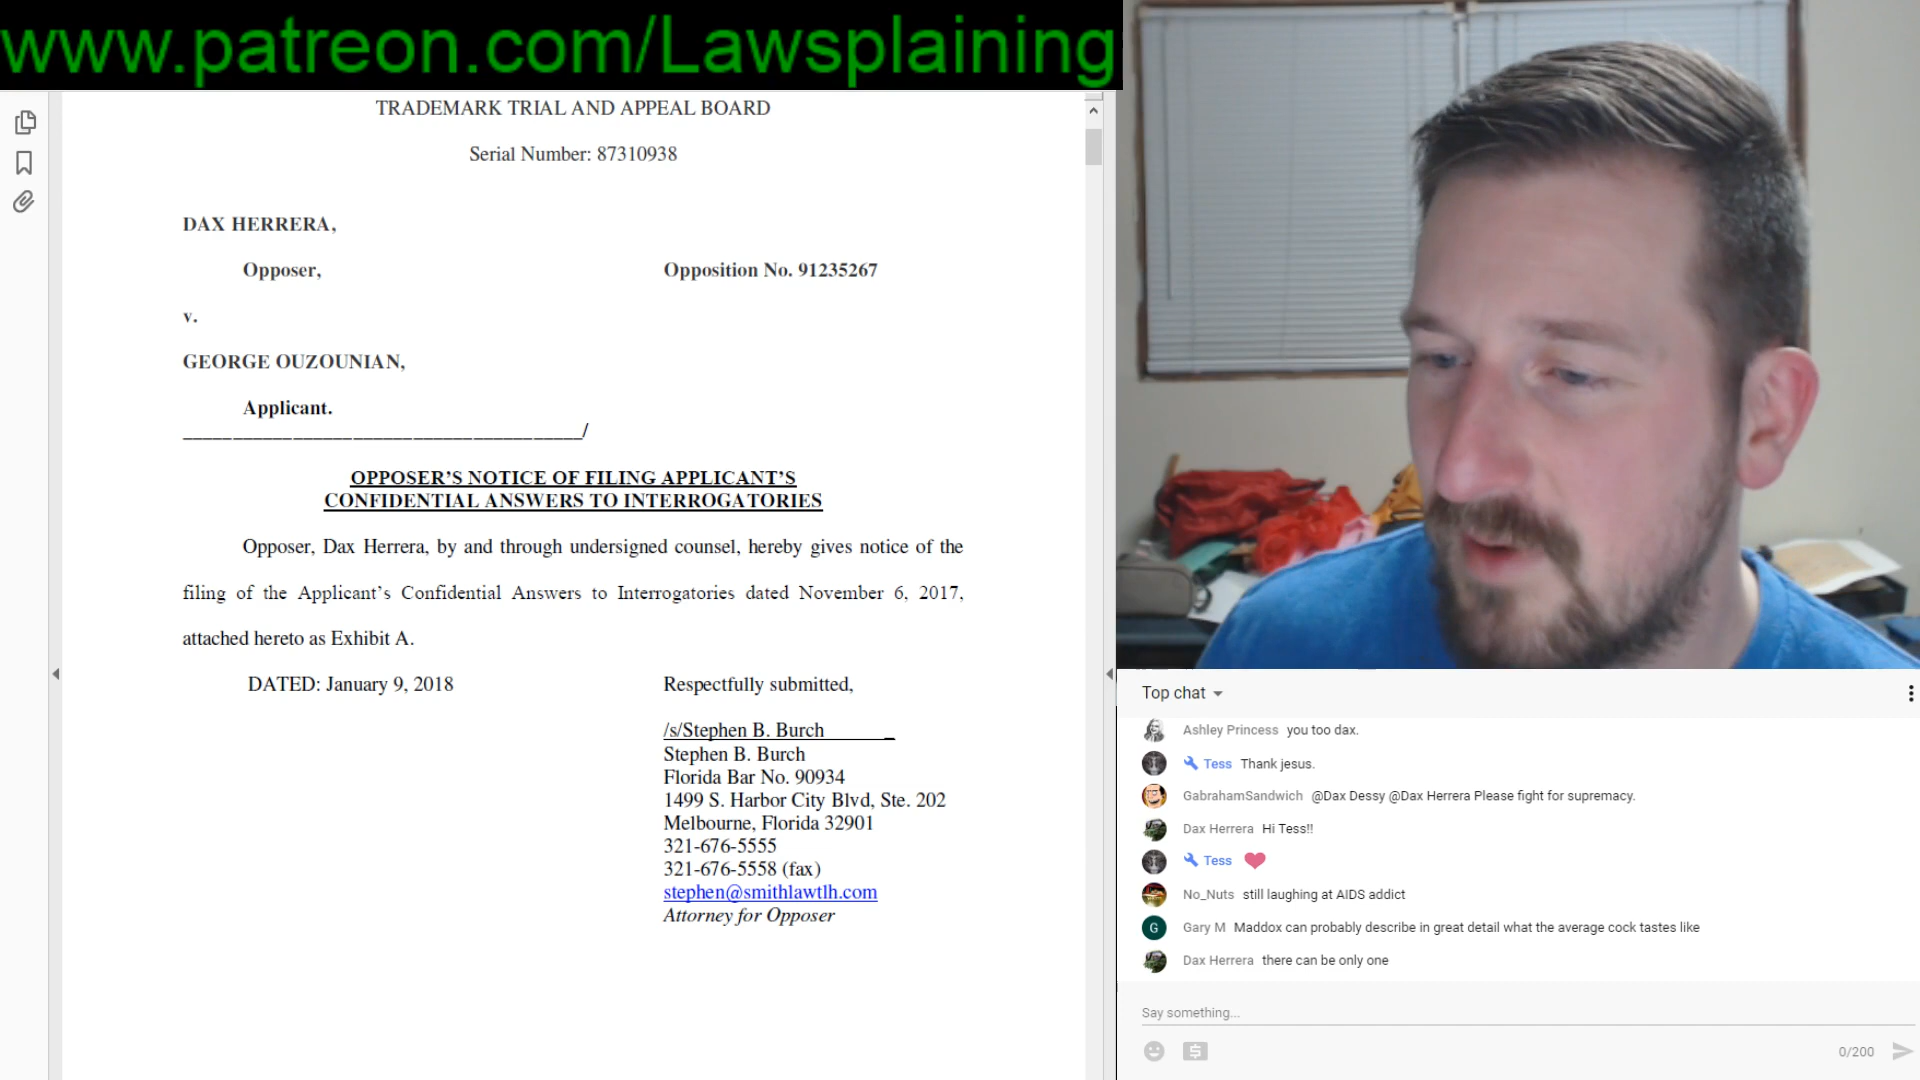 www.patreon.com/Lawsplaining
TRADEMARK TRIAL AND APPEAL BOARD
Serial Number: 87310938
DAX HERRERA,
Opposer,
Opposition No. 91235267
v.
GEORGE OUZOUNIAN,
Applicant.
________________________________________/
OPPOSER'S NOTICE OF FILING APPLICANT'S
CONFIDENTIAL ANSWERS TO INTERROGATORIES
Opposer, Dax Herrera, by and through undersigned counsel, hereby gives notice of the
filing of the Applicant's Confidential Answers to Interrogatories dated November 6, 2017,
attached hereto as Exhibit A.
DATED: January 9, 2018
Respectfully submitted,
/s/Stephen B. Burch _
Stephen B. Burch
Florida Bar No. 90934
1499 S. Harbor City Blvd, Ste. 202
Melbourne, Florida 32901
321-676-5555
321-676-5558 (fax)
stephen@smithlawtlh.com
Attorney for Opposer
Top chat
Ashley Princess you too dax.
Tess Thank jesus.
GabrahamSandwich @Dax Dessy @Dax Herrera Please fight for supremacy.
Dax Herrera Hi Tess!!
Tess
No_Nuts still laughing at AIDS addict
G Gary M Maddox can probably describe in great detail what the average cock tastes like
Dax Herrera there can be only one
Say something...
0/200